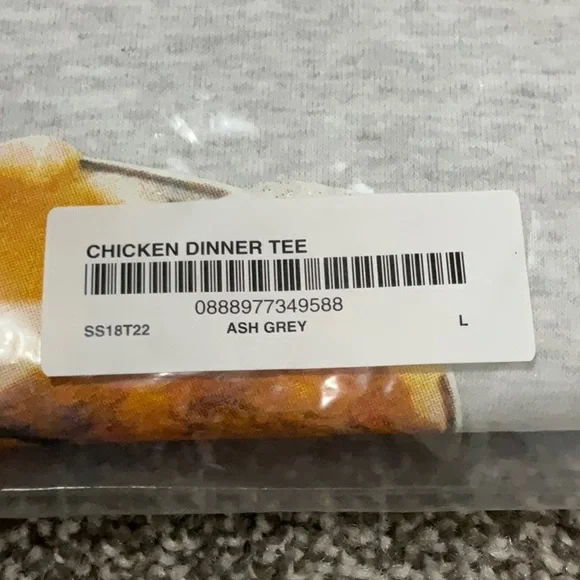 CHICKEN DINNER TEE
0888977349588
SS18T22 ASH GREY L